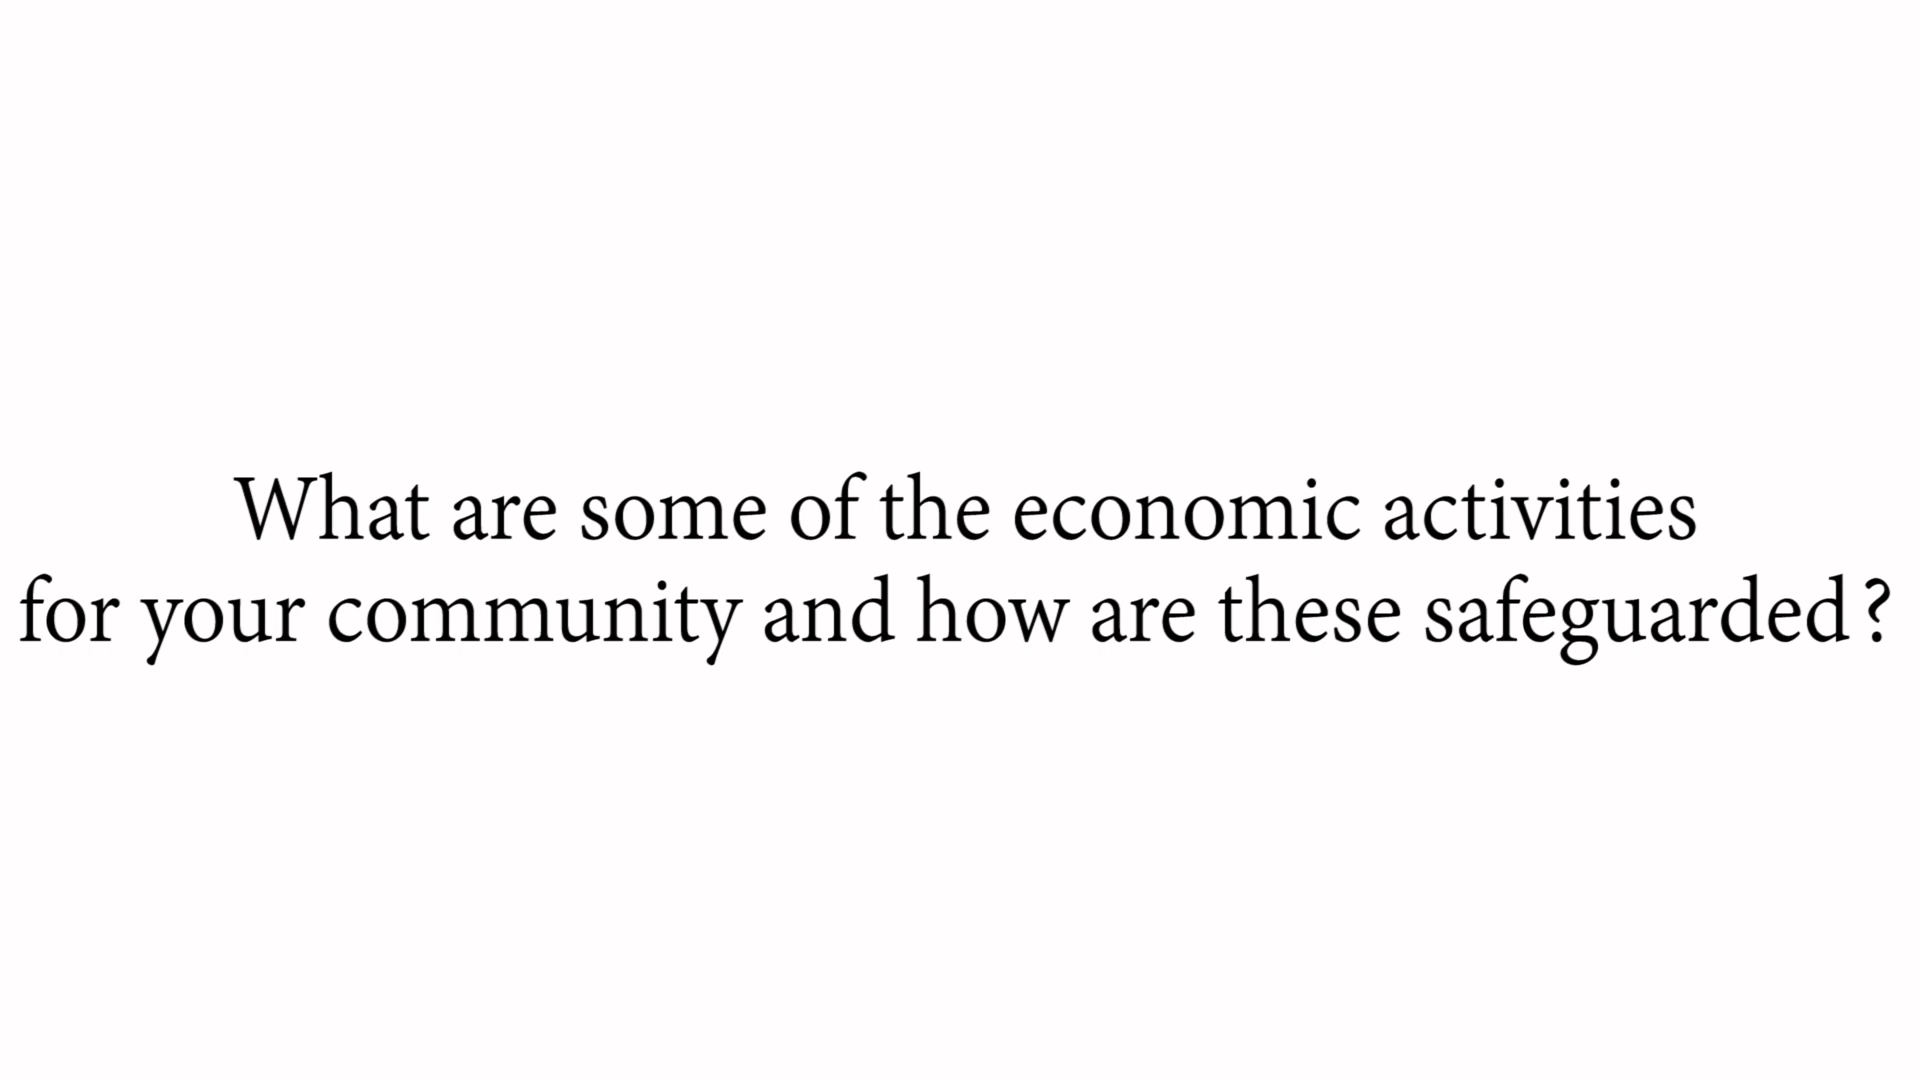 What are some of the economic activities
for your community and how are these safeguarded?